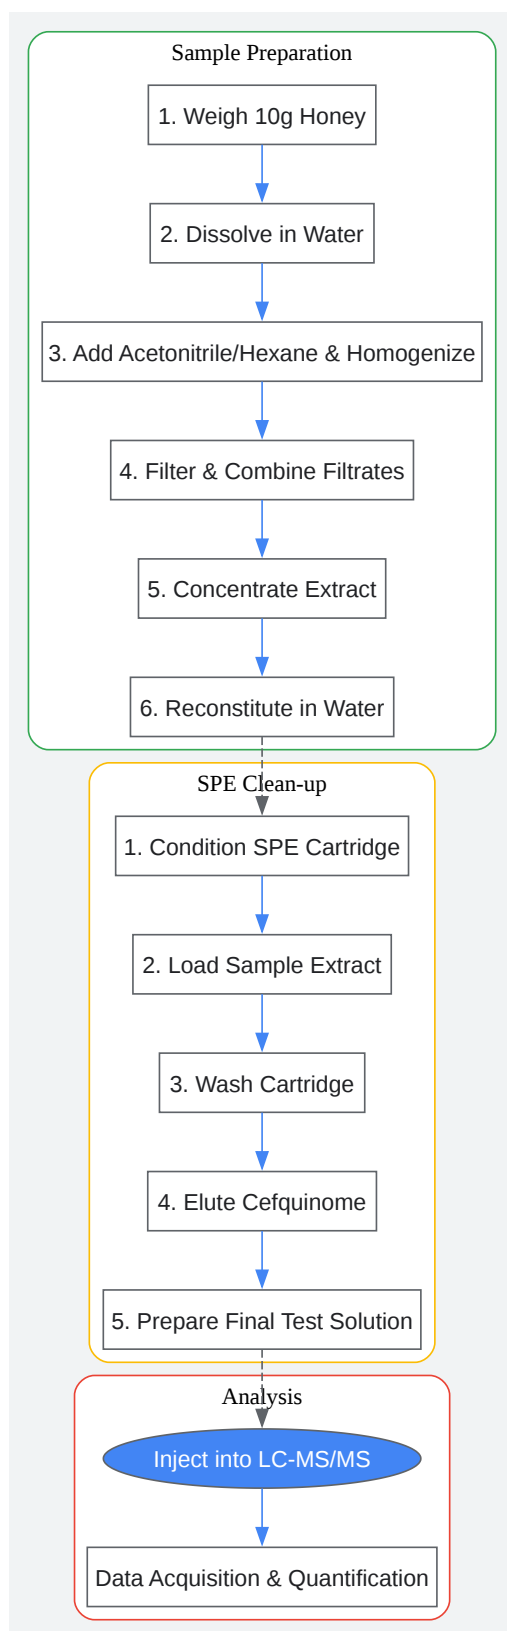 Sample Preparation
1. Weigh 10g Honey
2. Dissolve in Water
3. Add Acetonitrile/Hexane & Homogenize
4. Filter & Combine Filtrates
5. Concentrate Extract
6. Reconstitute in Water
SPE Clean-up
1. Condition SPE Cartridge
2. Load Sample Extract
3. Wash Cartridge
4. Elute Cefquinome
5. Prepare Final Test Solution
Analysis
Inject into LC-MS/MS
Data Acquisition & Quantification